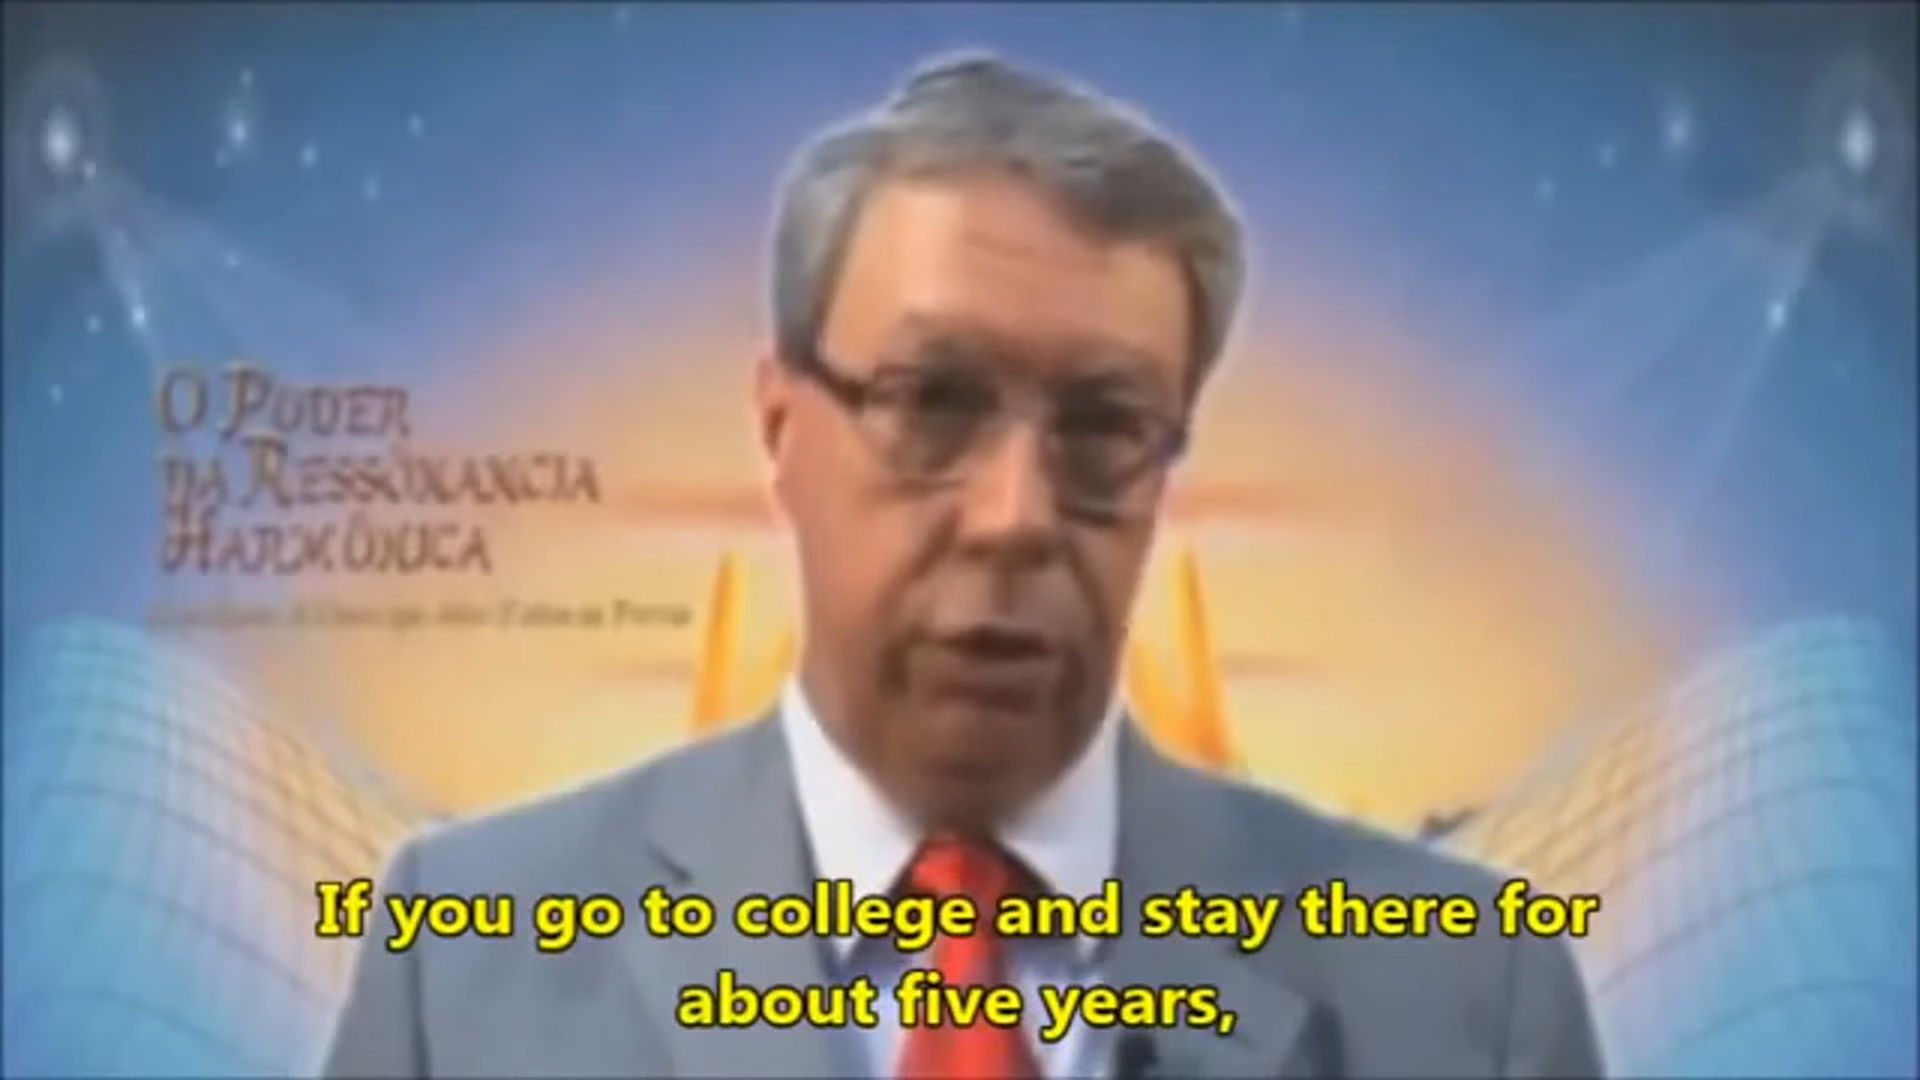 O PODER
DA RESSONANCIA
HARMÔNICA
If you go to college and stay there for
about five years,